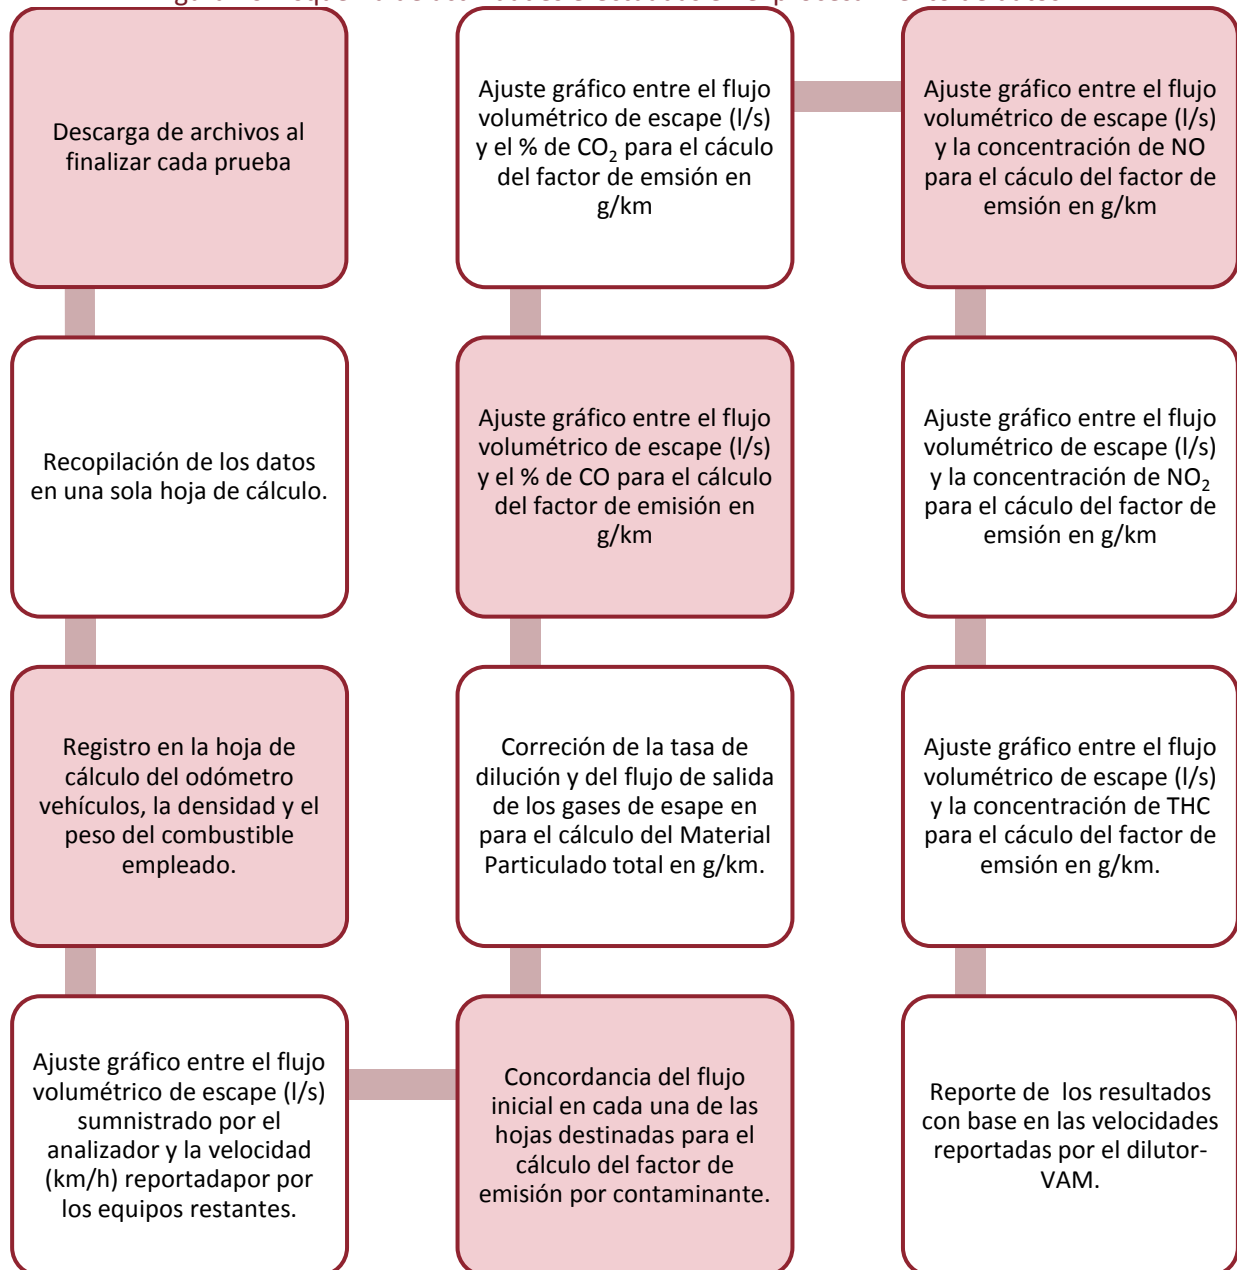 de actividades en el procesamiento de datos
Descarga de archivos al
finalizar cada prueba
Recopilación de los datos
en una sola hoja de cálculo.
Registro en la hoja de
cálculo del odómetro
vehículos, la densidad y el
peso del combustible
empleado.
Ajuste gráfico entre el flujo
volumétrico de escape (l/s)
sumnistrado por el
analizador y la velocidad
(km/h) reportadapor por
los equipos restantes.
Concordancia del flujo
inicial en cada una de las
hojas destinadas para el
cálculo del factor de
emisión por contaminante.
Correción de la tasa de
dilución y del flujo de salida
de los gases de esape en
para el cálculo del Material
Particulado total en g/km.
Ajuste gráfico entre el flujo
volumétrico de escape (l/s)
y el % de CO para el cálculo
del factor de emisión en
g/km
Ajuste gráfico entre el flujo
volumétrico de escape (l/s)
y el % de CO₂ para el cáculo
del factor de emsión en
g/km
Ajuste gráfico entre el flujo
volumétrico de escape (l/s)
y la concentración de NO
para el cáculo del factor de
emsión en g/km
Ajuste gráfico entre el flujo
volumétrico de escape (l/s)
y la concentración de NO₂
para el cáculo del factor de
emsión en g/km
Ajuste gráfico entre el flujo
volumétrico de escape (l/s)
y la concentración de THC
para el cáculo del factor de
emsión en g/km.
Reporte de los resultados
con base en las velocidades
reportadas por el dilutor-
VAM.